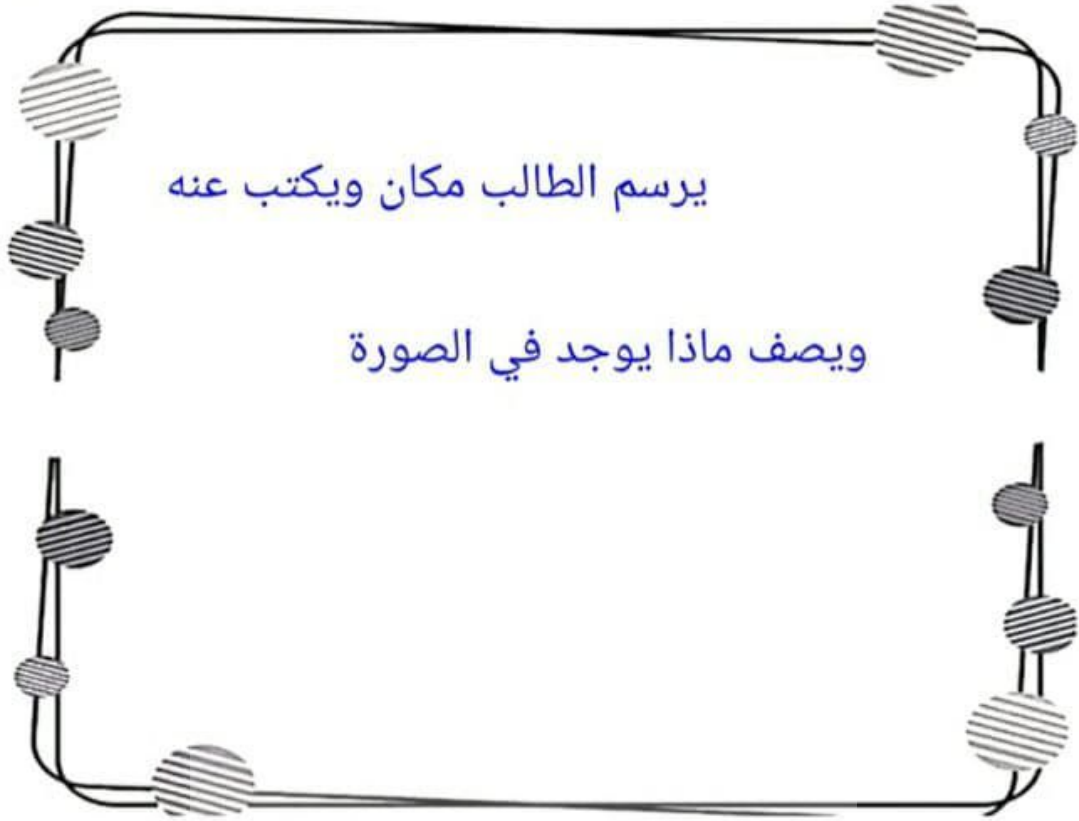 يرسم الطالب مكان ويكتب عنه
ويصف ماذا يوجد في الصورة